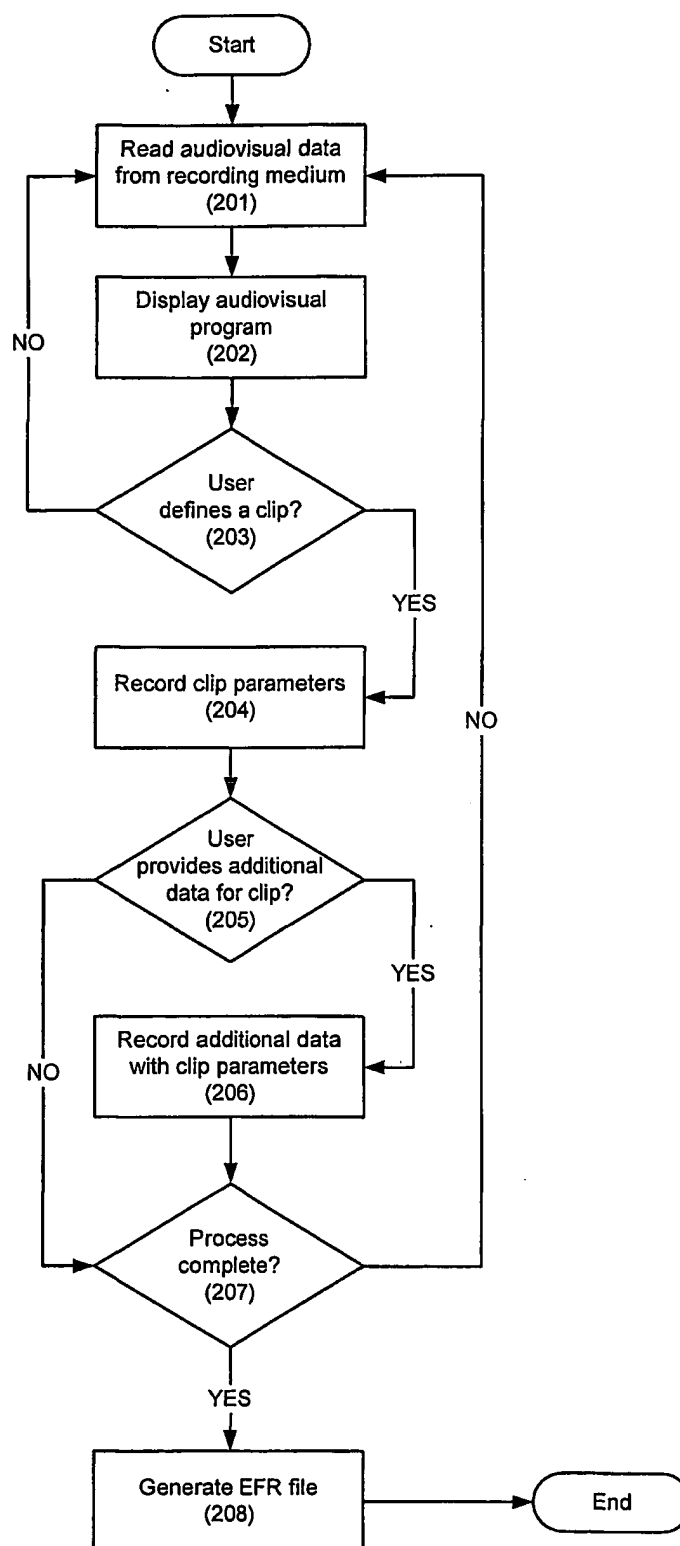 Start
Read audiovisual data
from recording medium
(201)
Display audiovisual
program
(202)
NO
User
defines a clip?
(203)
YES
Record clip parameters
(204)
NO
User
provides additional
data for clip?
(205)
YES
Record additional data
with clip parameters
(206)
NO
Process
complete?
(207)
YES
Generate EFR file
(208)
End